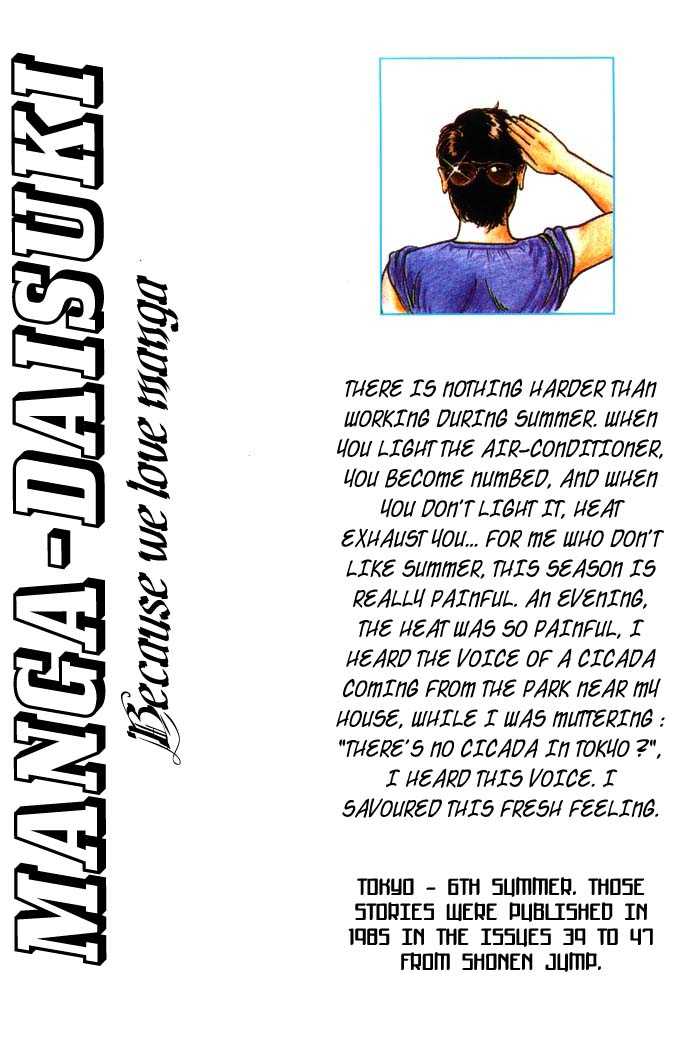 MANGA-DAISUKI
Because we love manga
THERE IS NOTHING HARDER THAN
WORKING DURING SUMMER. WHEN
YOU LIGHT THE AIR-CONDITIONER,
YOU BECOME NUMBED, AND WHEN
YOU DON'T LIGHT IT, HEAT
EXHAUST YOU... FOR ME WHO DON'T
LIKE SUMMER, THIS SEASON IS
REALLY PAINFUL. AN EVENING,
THE HEAT WAS SO PAINFUL, I
HEARD THE VOICE OF A CICADA
COMING FROM THE PARK NEAR MY
HOUSE, WHILE I WAS MUTTERING :
"THERE'S NO CICADA IN TOKYO ?",
I HEARD THIS VOICE. I
SAVOURED THIS FRESH FEELING.
TOKYO - 6TH SUMMER. THOSE
STORIES WERE PUBLISHED IN
1985 IN THE ISSUES 39 TO 47
FROM SHONEN JUMP.